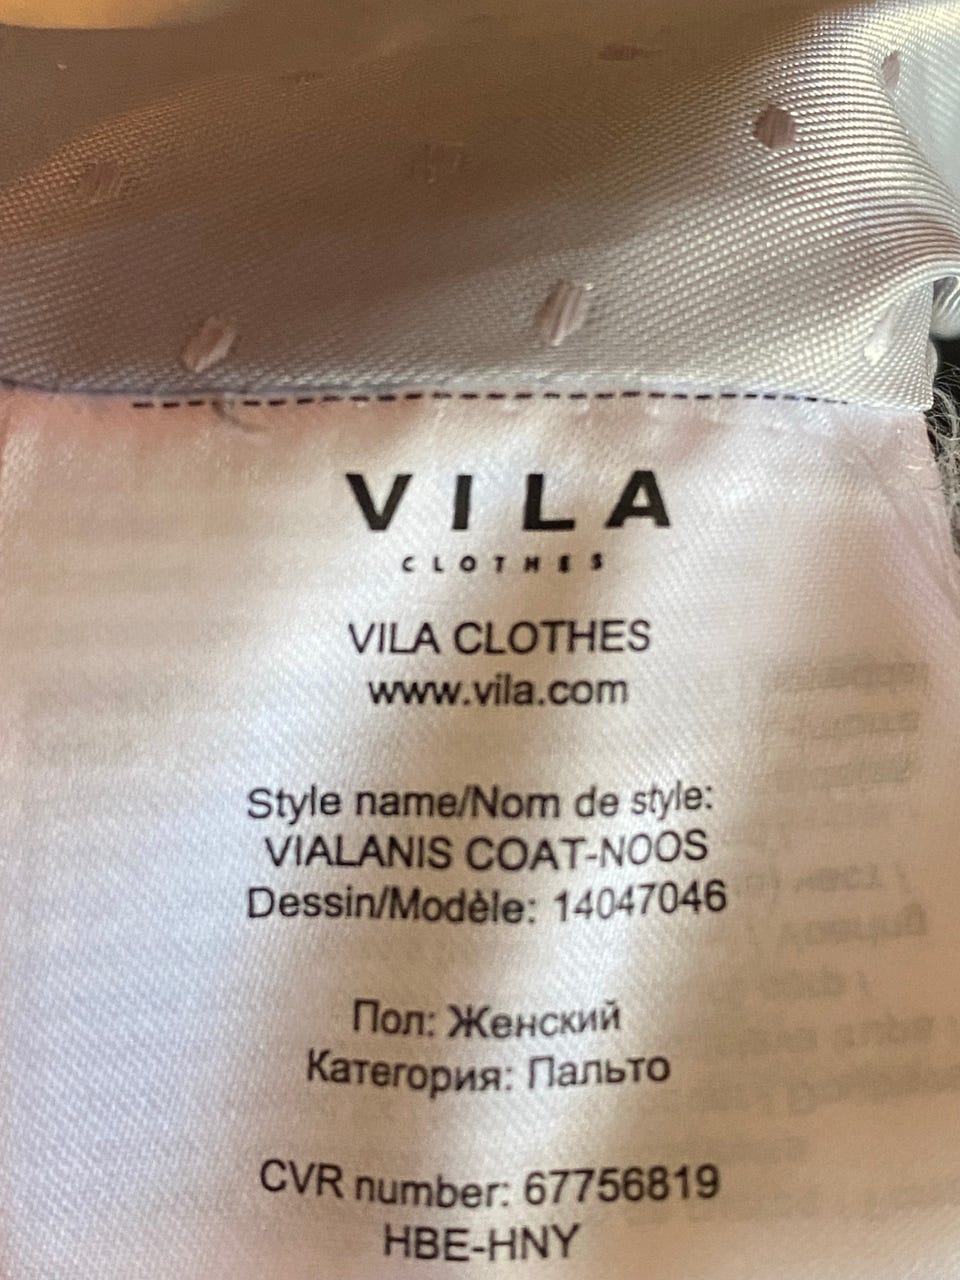 VILA
CLOTHES
VILA CLOTHES
www.vila.com
Style name/Nom de style:
VIALANIS COAT-NOOS
Dessin/Modèle: 14047046
Пол: Женский
Категория: Пальто
CVR number: 67756819
HBE-HNY